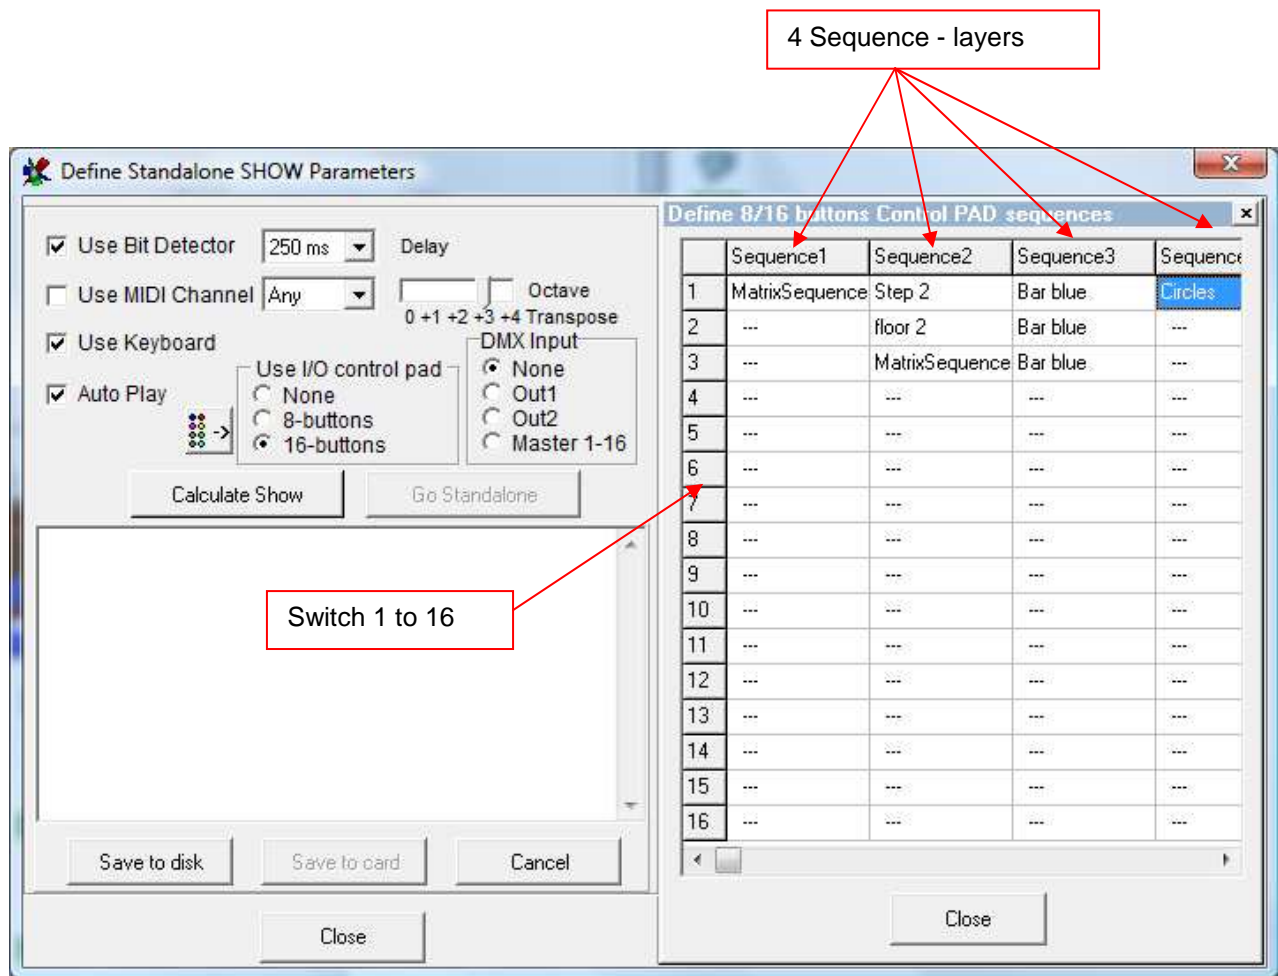 4 Sequence - layers
Define Standalone SHOW Parameters
Use Bit Detector 250 ms Delay
Use MIDI Channel Any Octave
0 +1 +2 +3 +4 Transpose
Use Keyboard
Auto Play
Use I/O control pad
None
8-buttons
16-buttons
DMX Input
None
Out1
Out2
Master 1-16
->
Calculate Show Go Standalone
Switch 1 to 16
Save to disk Save to card Cancel
Close
Define 8/16 buttons Control PAD sequences
Sequence1 Sequence2 Sequence3 Sequence
1 MatrixSequence Step 2 Bar blue Circles
2 --- floor 2 Bar blue ---
3 --- MatrixSequence Bar blue ---
4 --- --- --- ---
5 --- --- --- ---
6 --- --- --- ---
7 --- --- --- ---
8 --- --- --- ---
9 --- --- --- ---
10 --- --- --- ---
11 --- --- --- ---
12 --- --- --- ---
13 --- --- --- ---
14 --- --- --- ---
15 --- --- --- ---
16 --- --- --- ---
Close